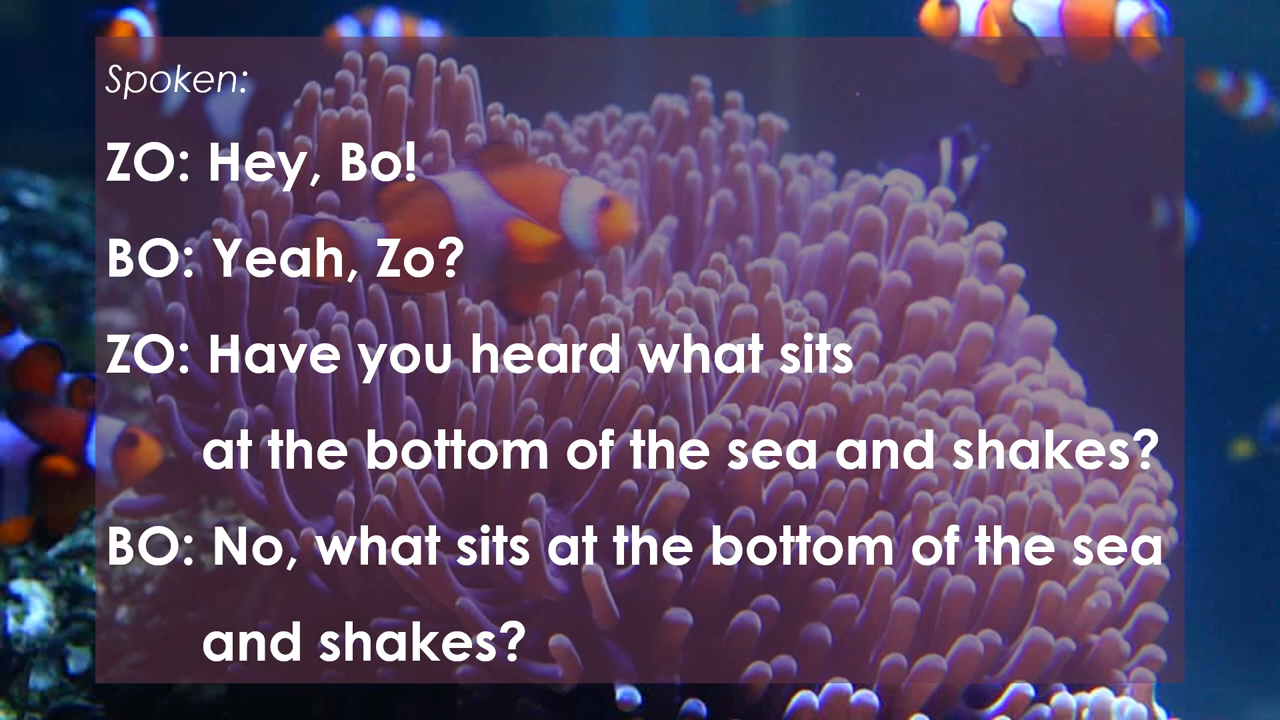 Spoken:
ZO: Hey, Bo!
BO: Yeah, Zo?
ZO: Have you heard what sits
at the bottom of the sea and shakes?
BO: No, what sits at the bottom of the sea
and shakes?